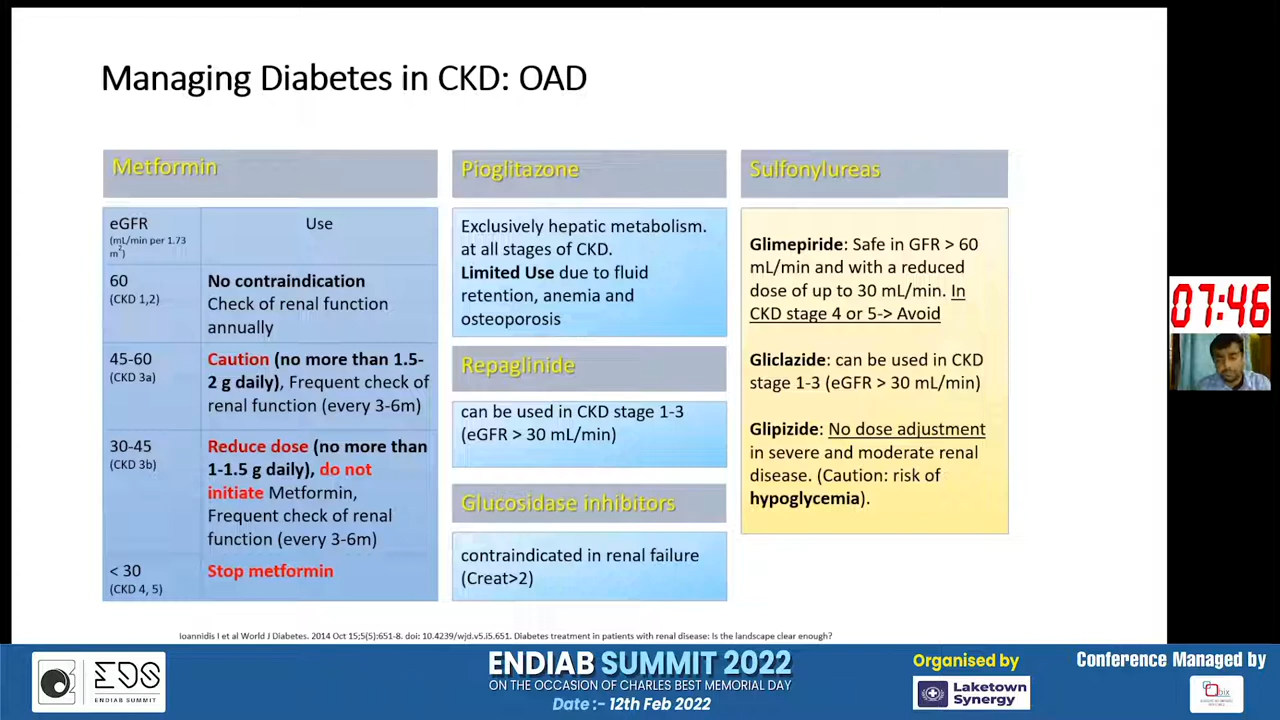 Managing Diabetes in CKD: OAD
Metformin
eGFR
(mL/min per 1.73
m2)
Use
60
(CKD 1,2)
No contraindication
Check of renal function
annually
45-60
(CKD 3a)
Caution (no more than 1.5-
2 g daily), Frequent check of
renal function (every 3-6m)
30-45
(CKD 3b)
Reduce dose (no more than
1-1.5 g daily), do not
initiate Metformin,
Frequent check of renal
function (every 3-6m)
< 30
(CKD 4, 5)
Stop metformin
Pioglitazone
Exclusively hepatic metabolism.
at all stages of CKD.
Limited Use due to fluid
retention, anemia and
osteoporosis
Repaglinide
can be used in CKD stage 1-3
(eGFR > 30 mL/min)
Glucosidase inhibitors
contraindicated in renal failure
(Creat>2)
Sulfonylureas
Glimepiride: Safe in GFR > 60
mL/min and with a reduced
dose of up to 30 mL/min. In
CKD stage 4 or 5-> Avoid
Gliclazide: can be used in CKD
stage 1-3 (eGFR > 30 mL/min)
Glipizide: No dose adjustment
in severe and moderate renal
disease. (Caution: risk of
hypoglycemia).
07:46
Ioannidis I et al World J Diabetes. 2014 Oct 15;5(5):651-8. doi: 10.4239/wjd.v5.i5.651. Diabetes treatment in patients with renal disease: Is the landscape clear enough?
EDS
ENDIAB SUMMIT
ENDIAB SUMMIT 2022
ON THE OCCASION OF CHARLES BEST MEMORIAL DAY
Date :- 12th Feb 2022
Organised by
Laketown
Synergy
Conference Managed by